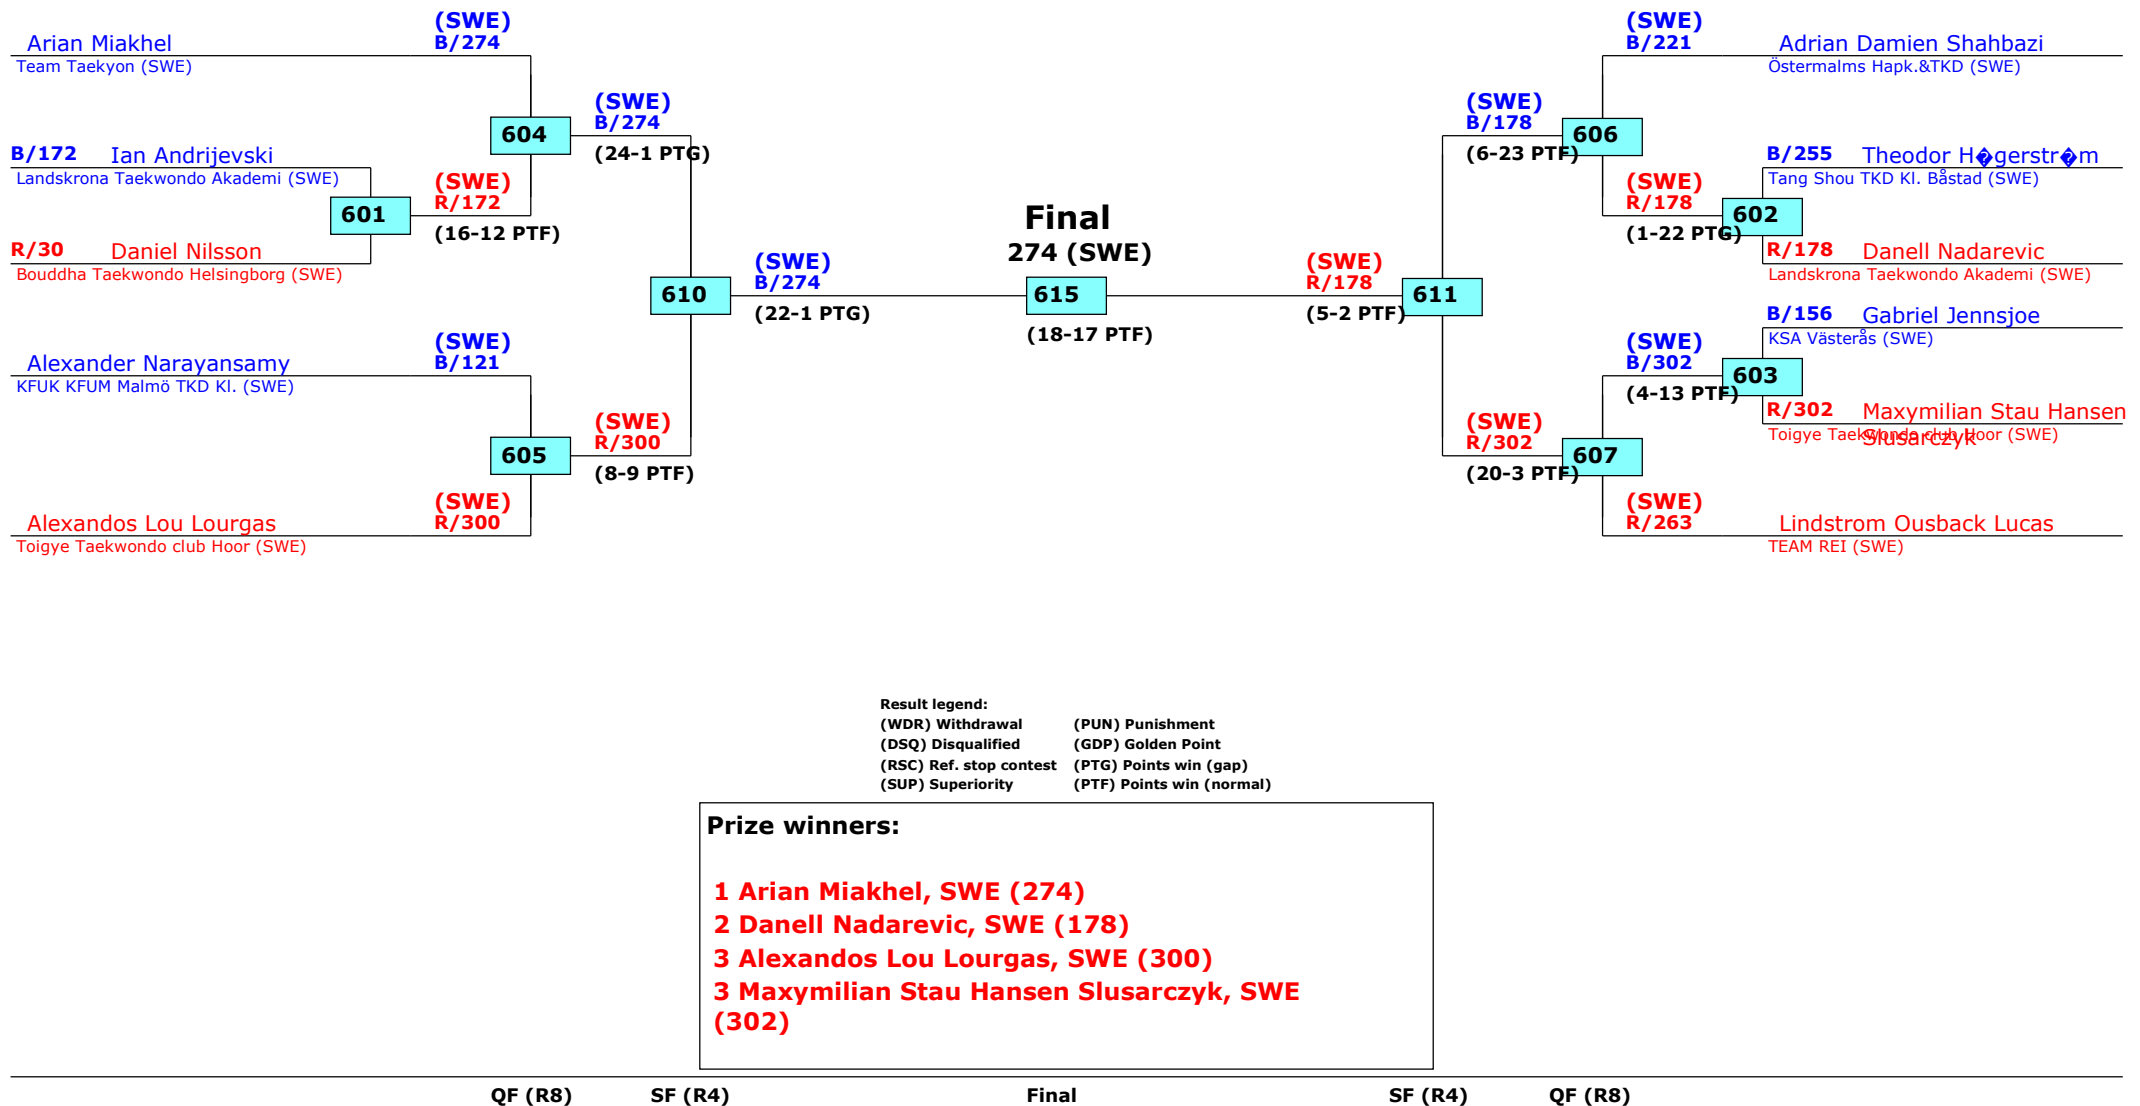 (SWE)
B/274
Arian Miakhel
Team Taekyon (SWE)
(SWE)
B/274
604
(24-1 PTG)
B/172 Ian Andrijevski
Landskrona Taekwondo Akademi (SWE)
(SWE)
R/172
601
(16-12 PTF)
R/30 Daniel Nilsson
Bouddha Taekwondo Helsingborg (SWE)
(SWE)
B/274
610
(22-1 PTG)
(SWE)
B/121
Alexander Narayansamy
KFUK KFUM Malmö TKD Kl. (SWE)
(SWE)
R/300
605
(8-9 PTF)
(SWE)
R/300
Alexandos Lou Lourgas
Toigye Taekwondo club Hoor (SWE)
Final
274 (SWE)
615
(18-17 PTF)
(SWE)
B/221
Adrian Damien Shahbazi
Östermalms Hapk.&TKD (SWE)
(SWE)
B/178
606
(6-23 PTF)
B/255 Theodor H�gerstr�m
Tang Shou TKD Kl. Båstad (SWE)
(SWE)
R/178
602
(1-22 PTG)
R/178 Danell Nadarevic
Landskrona Taekwondo Akademi (SWE)
(SWE)
R/178
611
(5-2 PTF)
B/156 Gabriel Jennsjoe
KSA Västerås (SWE)
(SWE)
B/302
603
(4-13 PTF)
R/302 Maxymilian Stau Hansen
Slusarczyk
Toigye Taekwondo club Hoor (SWE)
(SWE)
R/302
607
(20-3 PTF)
(SWE)
R/263
Lindstrom Ousback Lucas
TEAM REI (SWE)
Result legend:
(WDR) Withdrawal (PUN) Punishment
(DSQ) Disqualified (GDP) Golden Point
(RSC) Ref. stop contest (PTG) Points win (gap)
(SUP) Superiority (PTF) Points win (normal)
Prize winners:
1 Arian Miakhel, SWE (274)
2 Danell Nadarevic, SWE (178)
3 Alexandos Lou Lourgas, SWE (300)
3 Maxymilian Stau Hansen Slusarczyk, SWE
(302)
QF (R8) SF (R4) Final SF (R4) QF (R8)